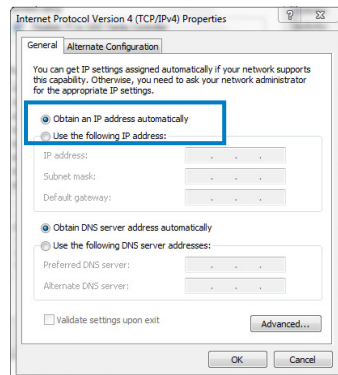 Internet Protocol Version 4 (TCP/IPv4) Properties
General
Alternate Configuration
You can get IP settings assigned automatically if your network supports
this capability. Otherwise, you need to ask your network administrator
for the appropriate IP settings.
Obtain an IP address automatically
Use the following IP address:
IP address:
Subnet mask:
Default gateway:
Obtain DNS server address automatically
Use the following DNS server addresses:
Preferred DNS server:
Alternate DNS server:
Validate settings upon exit
Advanced...
OK
Cancel